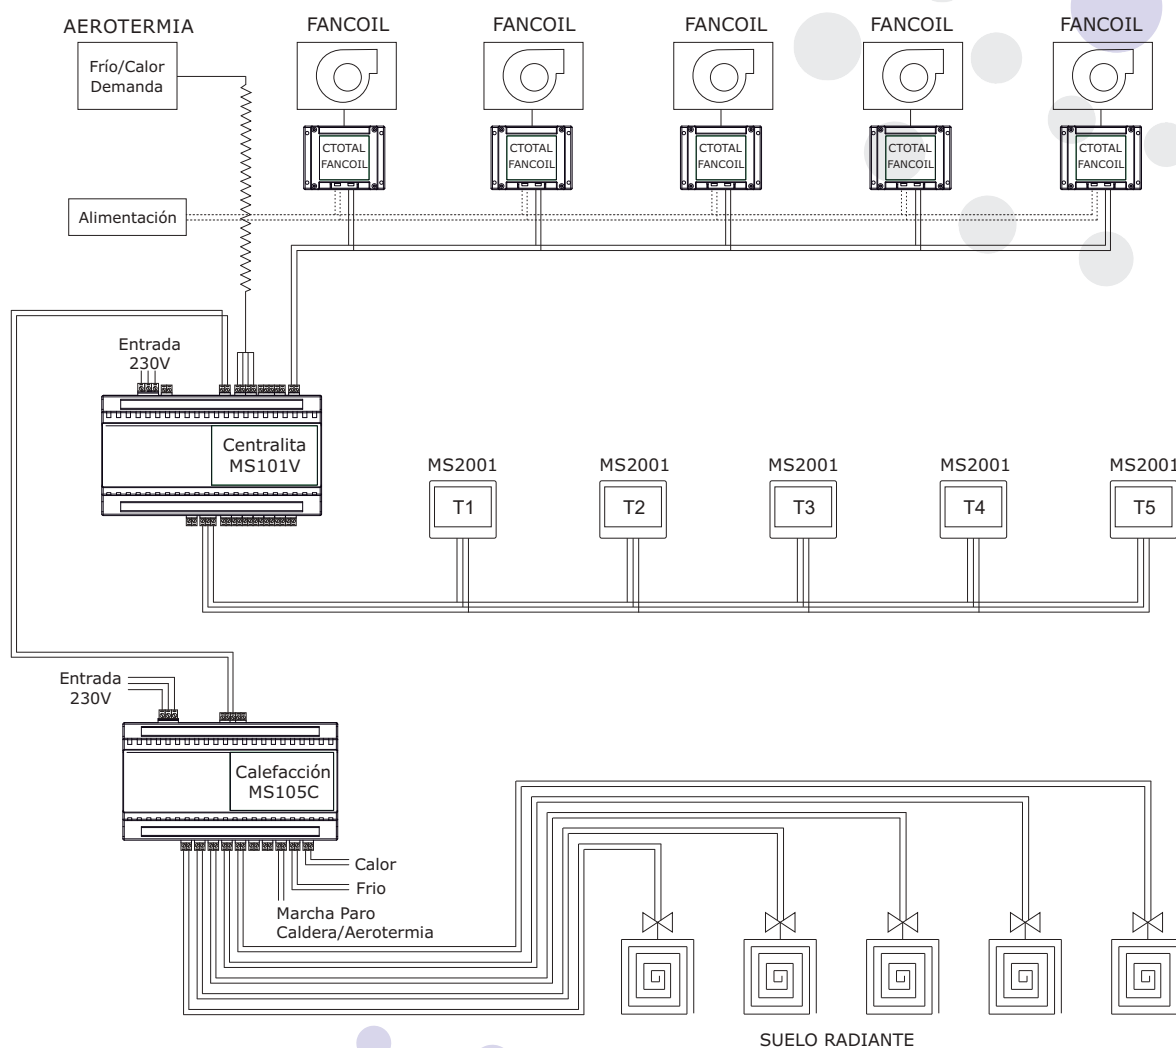 AEROTERMIA
FANCOIL
FANCOIL
FANCOIL
FANCOIL
FANCOIL
Frío/Calor
Demanda
CTOTAL
FANCOIL
CTOTAL
FANCOIL
CTOTAL
FANCOIL
CTOTAL
FANCOIL
CTOTAL
FANCOIL
Alimentación
Entrada
230V
Centralita
MS101V
MS2001
MS2001
MS2001
MS2001
MS2001
T1
T2
T3
T4
T5
Entrada
230V
Calefacción
MS105C
Calor
Frio
Marcha Paro
Caldera/Aerotermia
SUELO RADIANTE